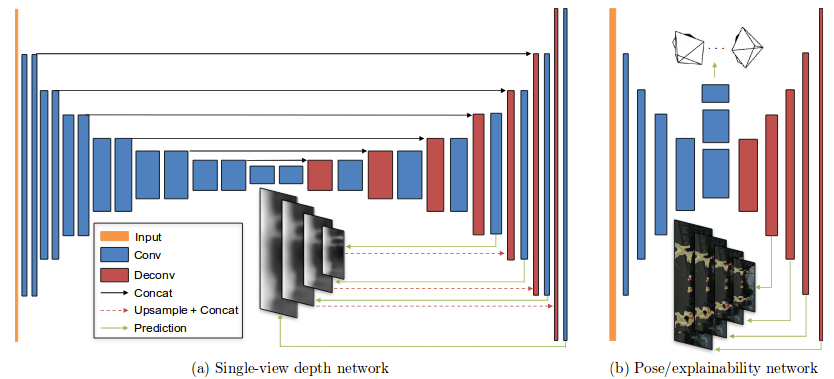 Input
Conv
Deconv
Concat
Upsample + Concat
Prediction
(a) Single-view depth network
(b) Pose/explainability network